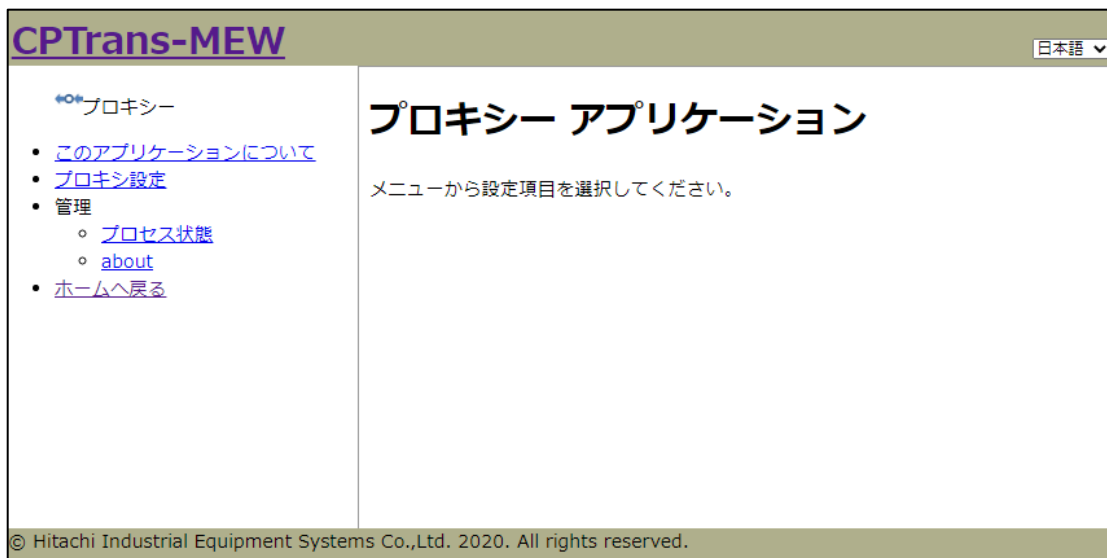 CPTrans-MEW
日本語
プロキシー
このアプリケーションについて
プロキシ設定
管理
プロセス状態
about
ホームへ戻る
プロキシー アプリケーション
メニューから設定項目を選択してください。
© Hitachi Industrial Equipment Systems Co.,Ltd. 2020. All rights reserved.